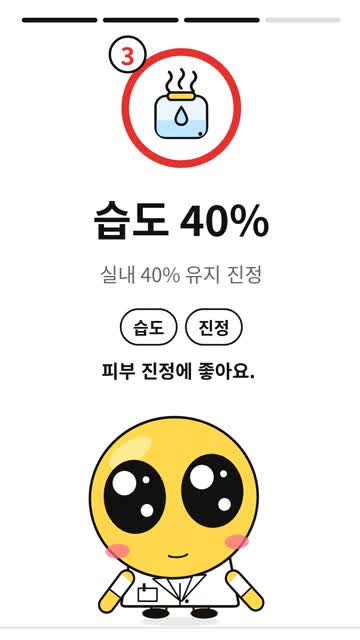 3
습도 40%
실내 40% 유지 진정
습도 진정
피부 진정에 좋아요.